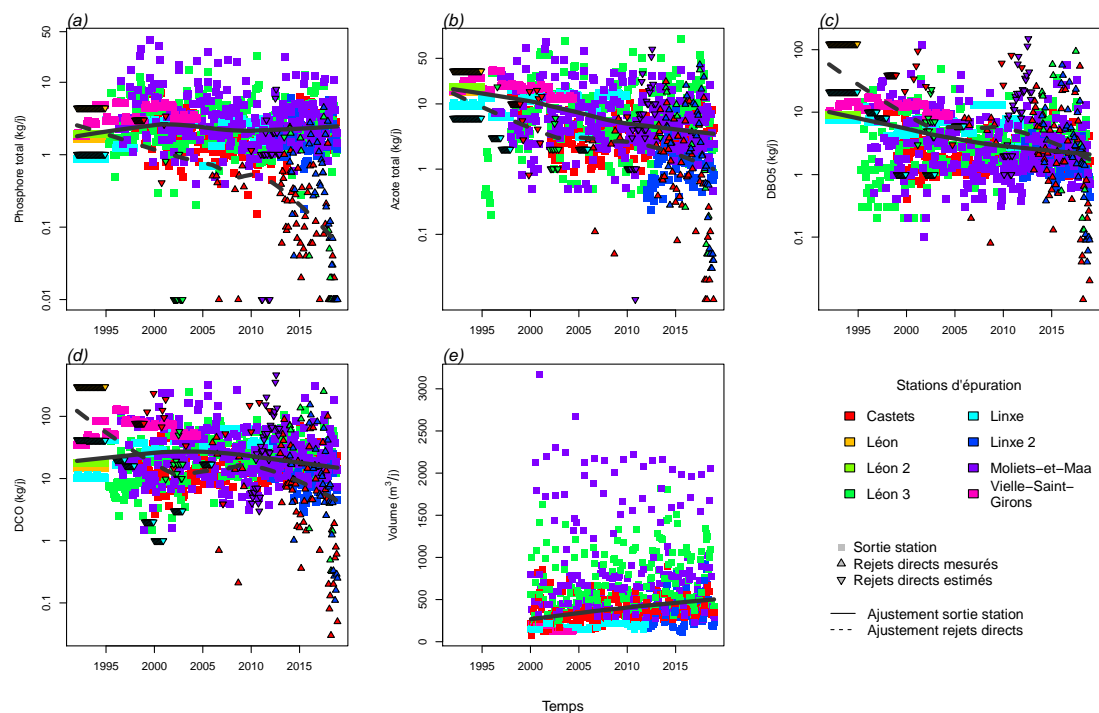 (a)
Phosphore total (kg/j)
50
10
5
1
0.5
0.1
0.01
1995 2000 2005 2010 2015
(b)
Azote total (kg/j)
50
10
5
1
0.1
1995 2000 2005 2010 2015
(c)
DBO5 (kg/j)
100
10
5
1
0.1
1995 2000 2005 2010 2015
(d)
DCO (kg/j)
100
10
5
1
0.1
1995 2000 2005 2010 2015
(e)
Volume (m³/j)
3000
2500
2000
1500
1000
500
0
1995 2000 2005 2010 2015
Stations d'épuration
Castets
Léon
Léon 2
Léon 3
Linxe
Linxe 2
Moliets−et−Maa
Vielle−Saint−
Girons
Sortie station
Rejets directs mesurés
Rejets directs estimés
Ajustement sortie station
Ajustement rejets directs
Temps